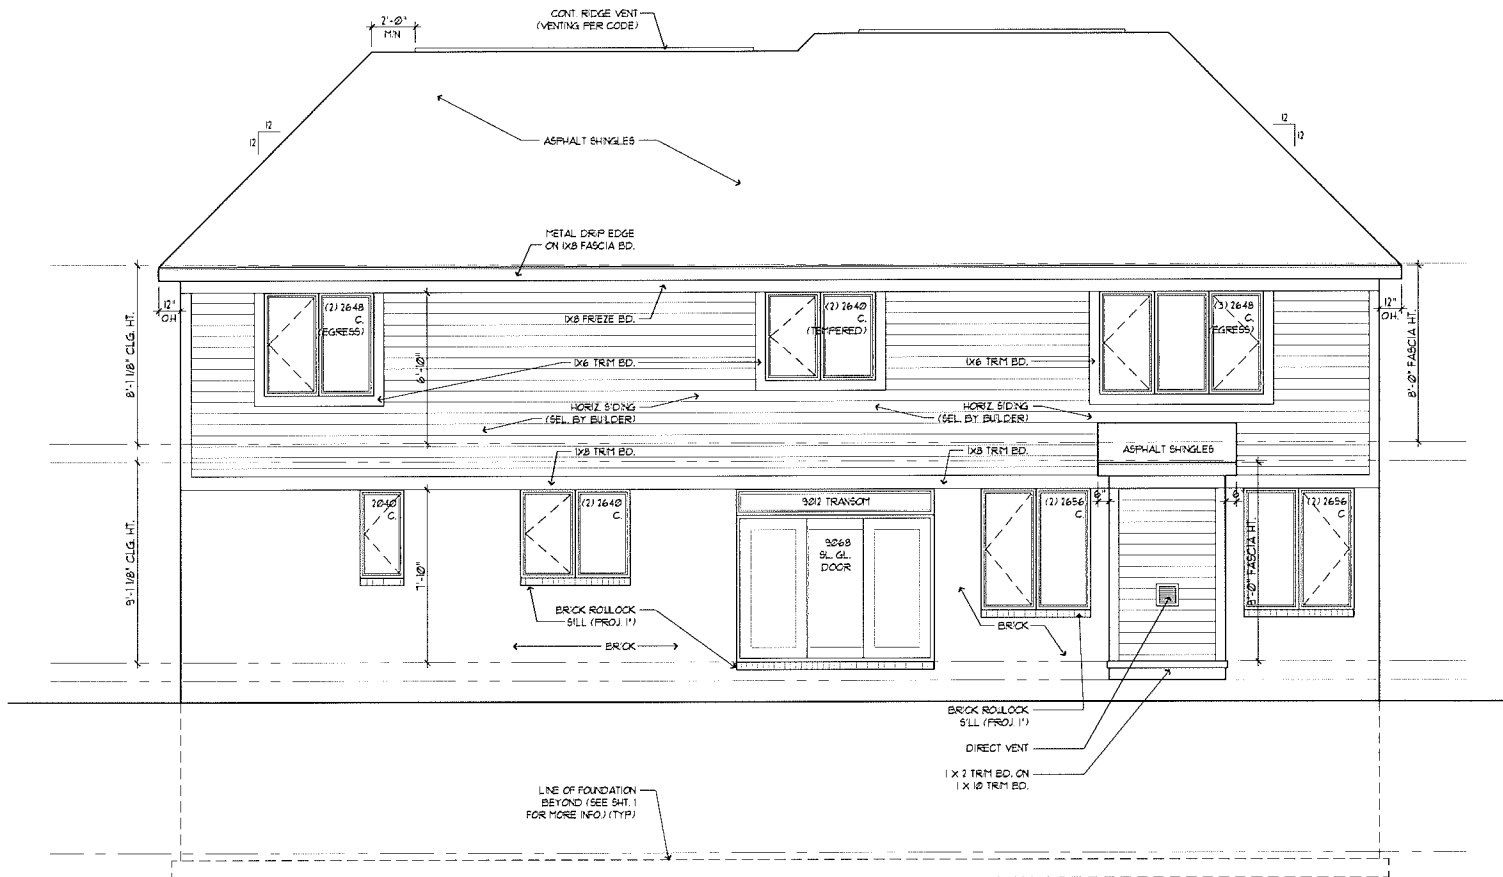 CONT. RIDGE VENT
(VENTING PER CODE)
2'-0"
MIN
12
12
12
12
ASPHALT SHINGLES
METAL DRIP EDGE
ON 1X8 FASCIA BD.
12"
O.H.
12"
O.H.
8'-1 1/8" CLG. HT.
8'-0" FASCIA HT.
(2) 2648
C.
(EGRESS)
1X8 FRIEZE BD.
(2) 2640
C.
(TEMPERED)
(3) 2648
C.
(EGRESS)
6'-10"
1X6 TRIM BD.
1X6 TRIM BD.
HORIZ. SIDING
(SEL. BY BUILDER)
HORIZ. SIDING
(SEL. BY BUILDER)
1X8 TRIM BD.
1X8 TRIM BD.
ASPHALT SHINGLES
9'-1 1/8" CLG. HT.
7'-10"
2040
C.
(2) 2640
C.
9012 TRANSOM
9068
SL. GL.
DOOR
(2) 2656
C.
6"
6"
9'-0" FASCIA HT.
(2) 2656
C.
BRICK ROLLOCK
SILL (PROJ. 1")
BRICK
BRICK
BRICK ROLLOCK
SILL (PROJ. 1")
DIRECT VENT
1 X 2 TRIM BD. ON
1 X 10 TRIM BD.
LINE OF FOUNDATION
BEYOND (SEE SHT. 1
FOR MORE INFO.) (TYP)